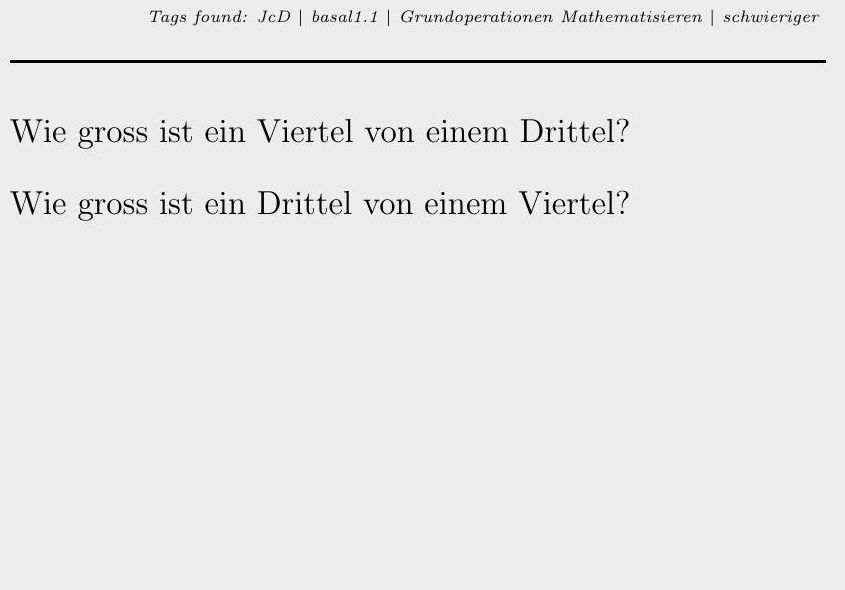 Tags found: JcD | basal1.1 | Grundoperationen Mathematisieren | schwieriger
Wie gross ist ein Viertel von einem Drittel?
Wie gross ist ein Drittel von einem Viertel?